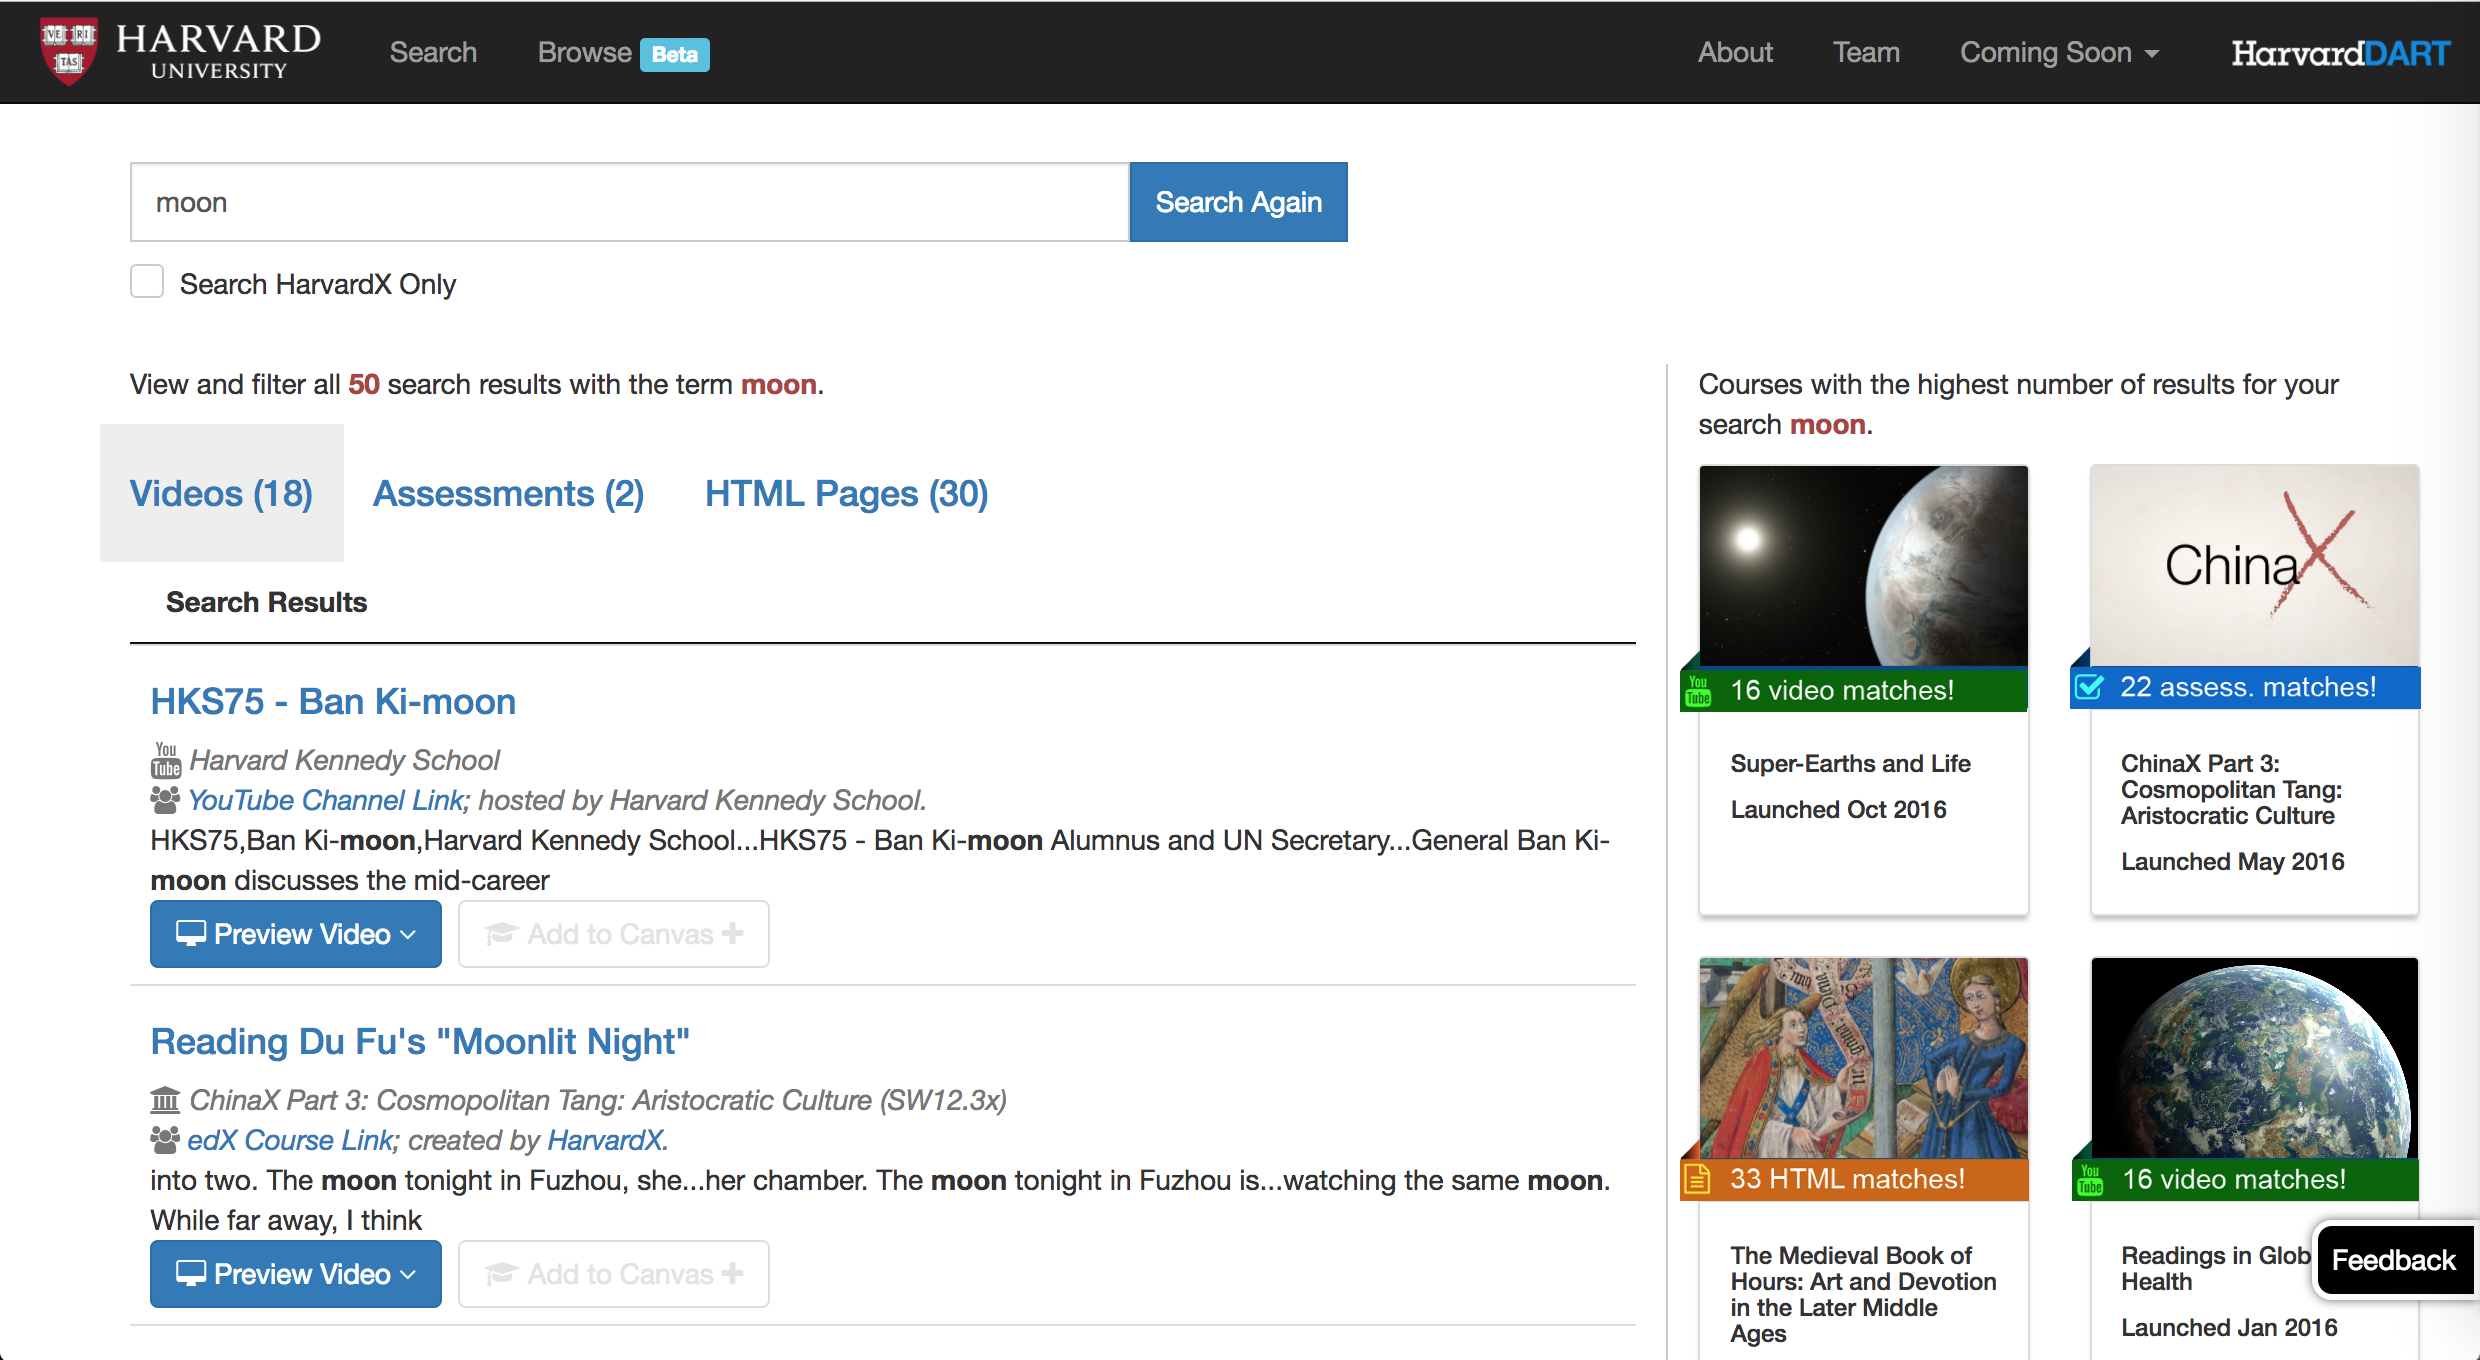 VE RI TAS
HARVARD
UNIVERSITY
Search
Browse Beta
About
Team
Coming Soon
HarvardDART
moon
Search Again
Search HarvardX Only
View and filter all 50 search results with the term moon.
Videos (18)
Assessments (2)
HTML Pages (30)
Search Results
HKS75 - Ban Ki-moon
You Tube Harvard Kennedy School
YouTube Channel Link; hosted by Harvard Kennedy School.
HKS75,Ban Ki-moon,Harvard Kennedy School...HKS75 - Ban Ki-moon Alumnus and UN Secretary...General Ban Ki-
moon discusses the mid-career
Preview Video
Add to Canvas
Reading Du Fu's "Moonlit Night"
ChinaX Part 3: Cosmopolitan Tang: Aristocratic Culture (SW12.3x)
edX Course Link; created by HarvardX.
into two. The moon tonight in Fuzhou, she...her chamber. The moon tonight in Fuzhou is...watching the same moon.
While far away, I think
Preview Video
Add to Canvas
Courses with the highest number of results for your
search moon.
You Tube 16 video matches!
Super-Earths and Life
Launched Oct 2016
ChinaX
22 assess. matches!
ChinaX Part 3:
Cosmopolitan Tang:
Aristocratic Culture
Launched May 2016
33 HTML matches!
The Medieval Book of
Hours: Art and Devotion
in the Later Middle
Ages
You Tube 16 video matches!
Readings in Glob
Health
Launched Jan 2016
Feedback